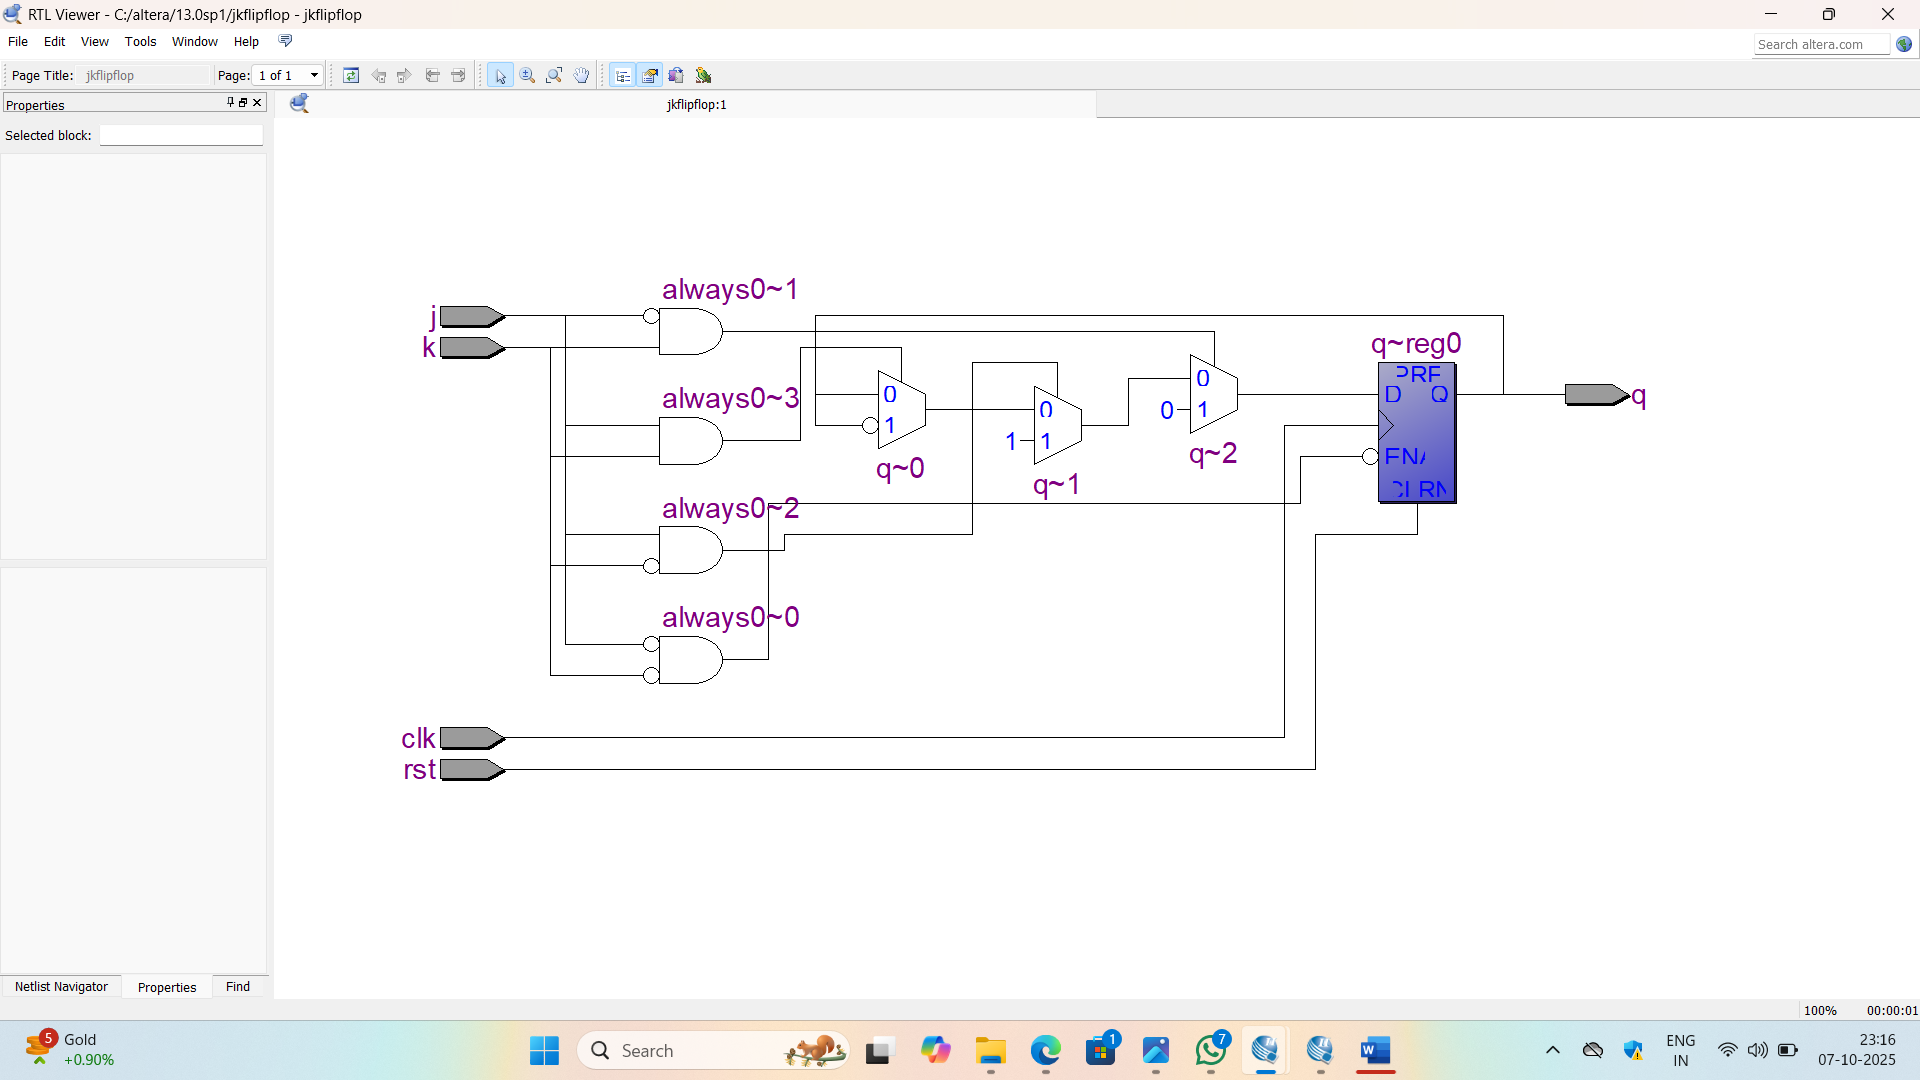 RTL Viewer - C:/altera/13.0sp1/jkflipflop - jkflipflop
File Edit View Tools Window Help
Search altera.com
Page Title: jkflipflop Page: 1 of 1
Properties
jkflipflop:1
Selected block:
always0~1
j
k
q~reg0
PRE
0
D Q
always0~3
0
0 1
0
q
1
1 1
ENA
q~2
q~0
q~1
CLRN
always0~2
always0~0
clk
rst
Netlist Navigator Properties Find
100% 00:00:01
5
Gold
+0.90%
Search
1
7
W
ENG
IN
23:16
07-10-2025